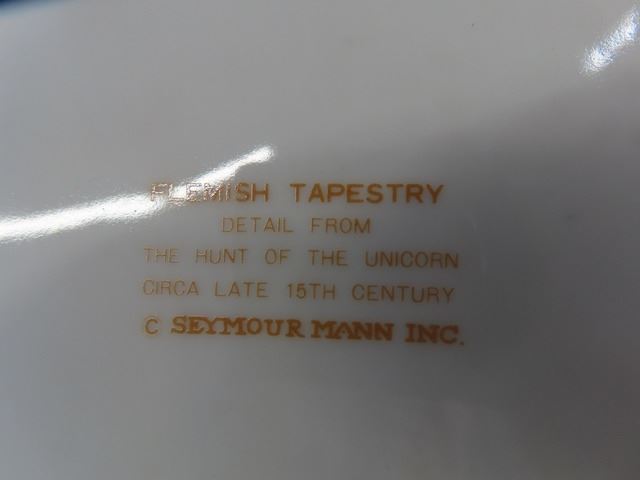 FLEMISH TAPESTRY
DETAIL FROM
THE HUNT OF THE UNICORN
CIRCA LATE 15TH CENTURY
C SEYMOUR MANN INC.